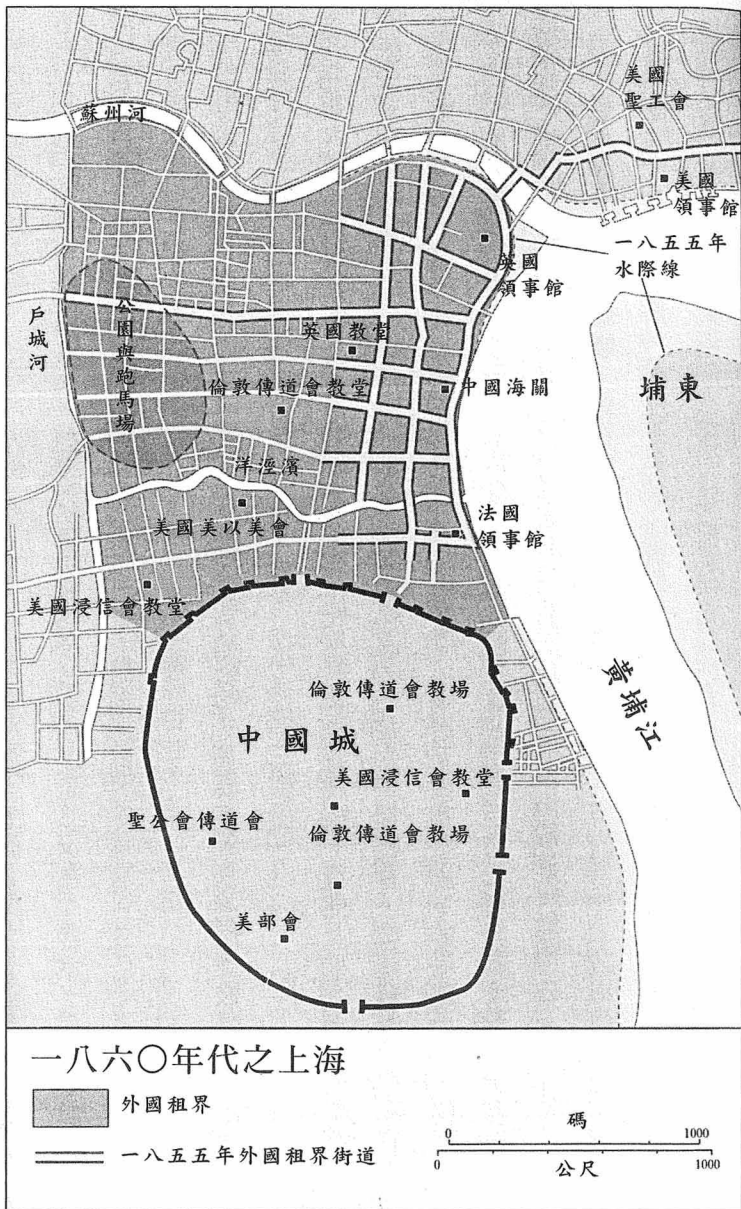 美國
聖工會
蘇州河
美國
領事館
一八五五年
水際線
英國
領事館
戶城河
公園與跑馬場
英國教堂
倫敦傳道會教堂
中國海關
埔東
洋涇濱
美國美以美會
法國
領事館
美國浸信會教堂
黃埔江
倫敦傳道會教場
中國城
美國浸信會教堂
聖公會傳道會
倫敦傳道會教場
美部會
一八六〇年代之上海
外國租界
一八五五年外國租界街道
碼
0 1000
0 1000
公尺